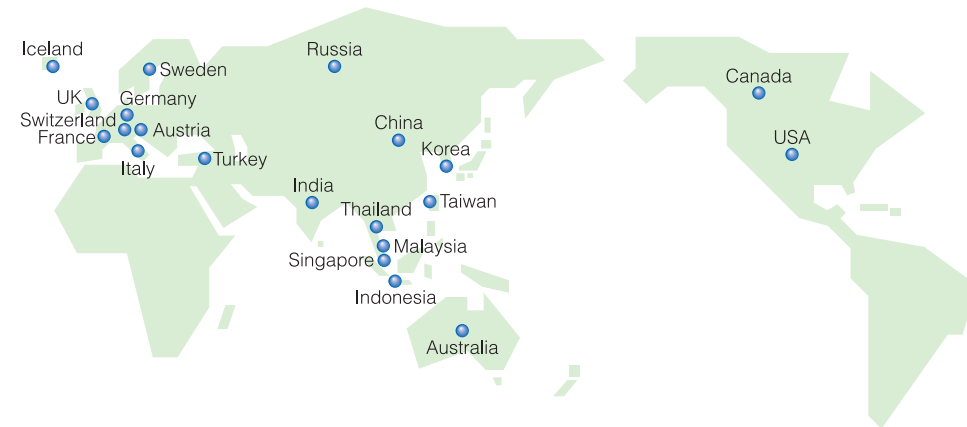 Iceland
Sweden
Russia
Canada
UK
Germany
Switzerland
France
Austria
China
USA
Italy
Turkey
Korea
India
Thailand
Taiwan
Malaysia
Singapore
Indonesia
Australia